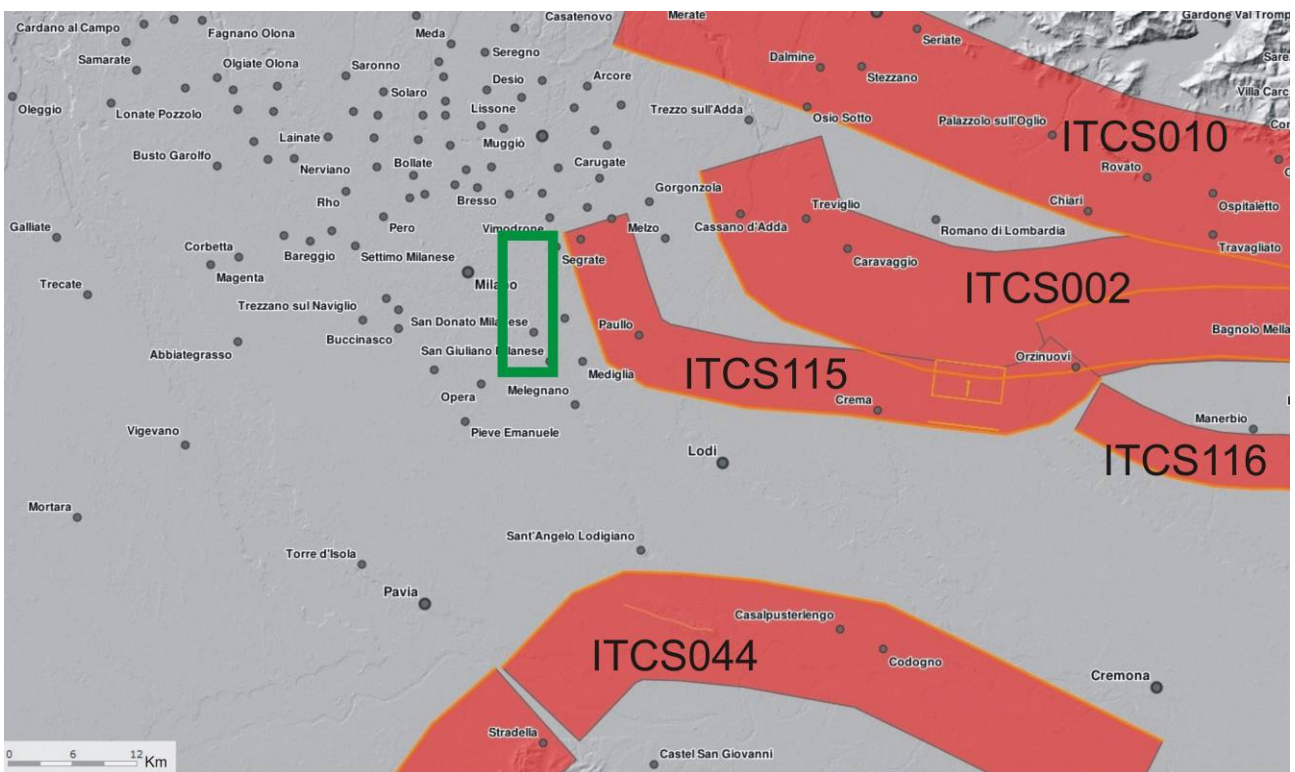 Casatenovo
Merate
Gardone Val Tromp
Cardano al Campo
Fagnano Olona
Meda
Seriate
Seregno
Samarate
Olgiate Olona
Saronno
Dalmine
Sare
Desio
Arcore
Stezzano
Solaro
Villa Carc
Oleggio
Lonate Pozzolo
Lissone
Trezzo sull'Adda
Osio Sotto
Palazzolo sull'Oglio
Con
ITCS010
Lainate
Muggiò
Busto Garolfo
Bollate
Carugate
Nerviano
Rovato
Rho
Bresso
Gorgonzola
Chiari
Ospitaletto
Galliate
Pero
Vimodrone
Melzo
Cassano d'Adda
Treviglio
Romano di Lombardia
Corbetta
Bareggio
Settimo Milanese
Segrate
Caravaggio
Travagliato
Magenta
Trecate
Milano
ITCS002
Trezzano sul Naviglio
San Donato Milanese
Paullo
Bagnolo Mella
Abbiategrasso
Buccinasco
San Giuliano Milanese
Orzinuovi
Mediglia
ITCS115
Opera
Melegnano
Crema
Manerbio
Vigevano
Pieve Emanuele
Lodi
ITCS116
Mortara
Sant'Angelo Lodigiano
Torre d'Isola
Pavia
Casalpusterlengo
ITCS044
Codogno
Cremona
Stradella
Castel San Giovanni
0 6 12 Km